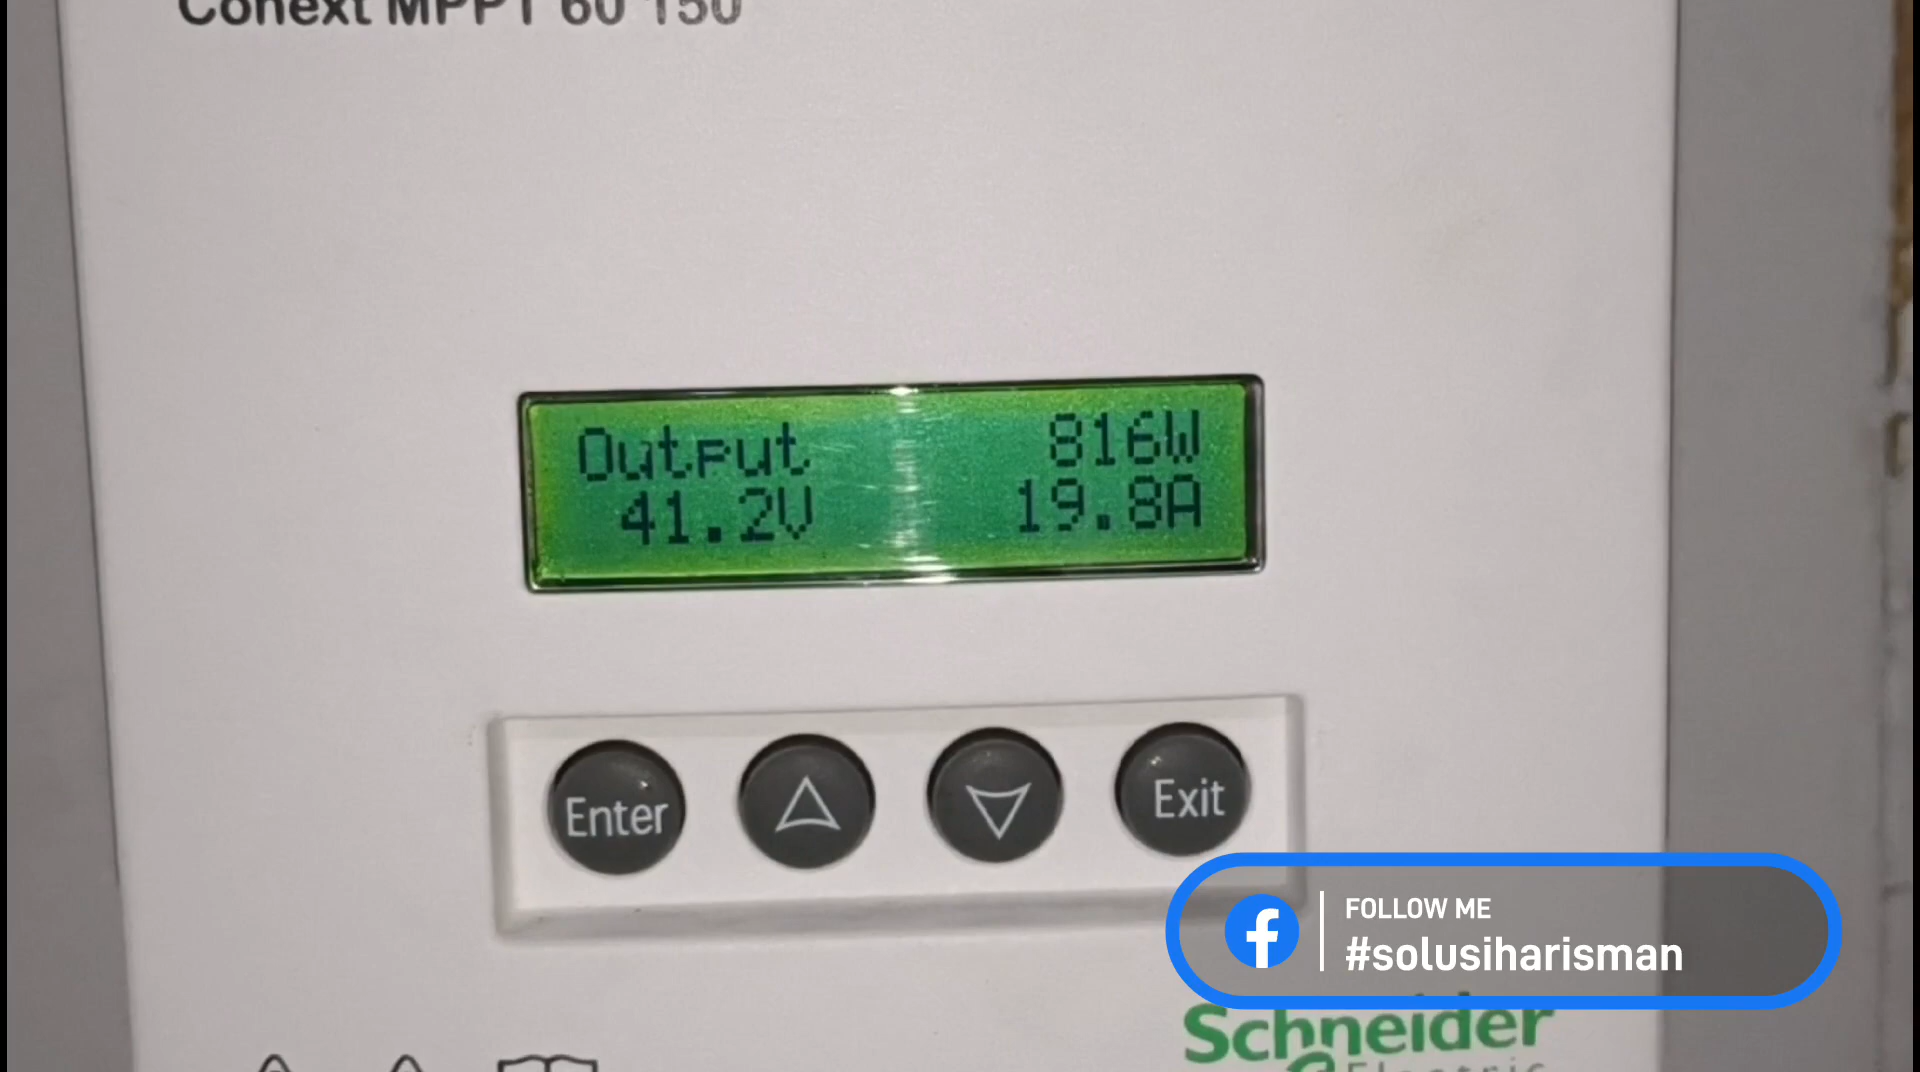 Conext MPPT 60 150
Output 816W
41.2V 19.8A
Enter Exit
FOLLOW ME
#solusiharisman
Schneider
Electric